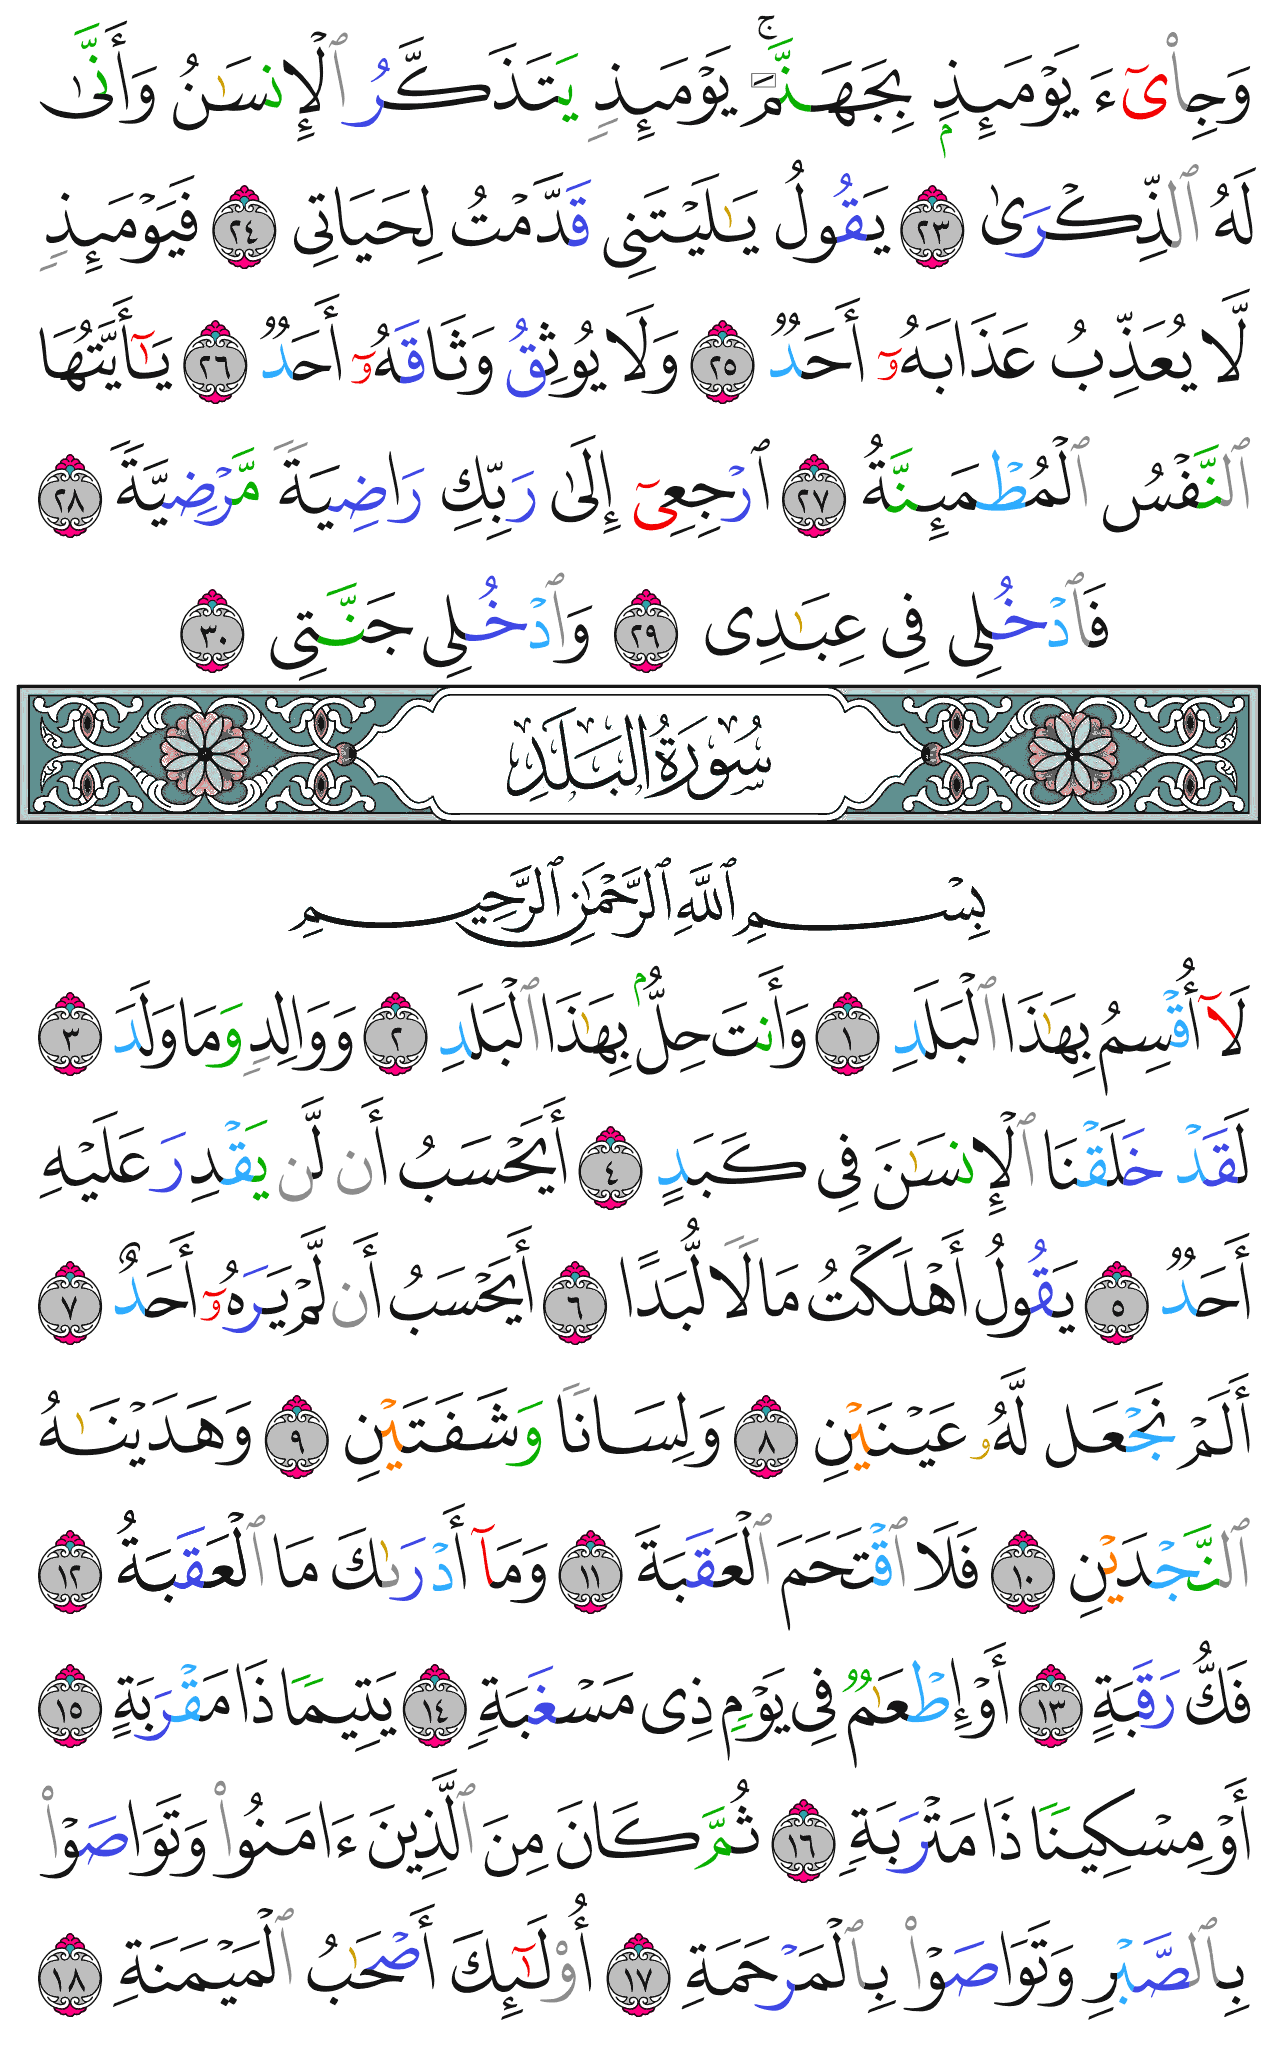 وَجِا۟ىٓءَ يَوْمَئِذِۭ بِجَهَنَّمَ ۚ يَوْمَئِذٍ يَتَذَكَّرُ ٱلْإِنسَـٰنُ وَأَنَّىٰ
لَهُ ٱلذِّكْرَىٰ ٢٣ يَقُولُ يَـٰلَيْتَنِى قَدَّمْتُ لِحَيَاتِى ٢٤ فَيَوْمَئِذٍ
لَّا يُعَذِّبُ عَذَابَهُۥٓ أَحَدٌ ٢٥ وَلَا يُوثِقُ وَثَاقَهُۥٓ أَحَدٌ ٢٦ يَـٰٓأَيَّتُهَا
ٱلنَّفْسُ ٱلْمُطْمَئِنَّةُ ٢٧ ٱرْجِعِىٓ إِلَىٰ رَبِّكِ رَاضِيَةً مَّرْضِيَّةً ٢٨
فَٱدْخُلِى فِى عِبَـٰدِى ٢٩ وَٱدْخُلِى جَنَّتِى ٣٠
سُورَةُ الْبَلَدِ
بِسْمِ ٱللَّهِ ٱلرَّحْمَـٰنِ ٱلرَّحِيمِ
لَآ أُقْسِمُ بِهَـٰذَا ٱلْبَلَدِ ١ وَأَنتَ حِلٌّۢ بِهَـٰذَا ٱلْبَلَدِ ٢ وَوَالِدٍ وَمَا وَلَدَ ٣
لَقَدْ خَلَقْنَا ٱلْإِنسَـٰنَ فِى كَبَدٍ ٤ أَيَحْسَبُ أَن لَّن يَقْدِرَ عَلَيْهِ
أَحَدٌ ٥ يَقُولُ أَهْلَكْتُ مَالًا لُّبَدًا ٦ أَيَحْسَبُ أَن لَّمْ يَرَهُۥٓ أَحَدٌ ٧
أَلَمْ نَجْعَل لَّهُۥ عَيْنَيْنِ ٨ وَلِسَانًا وَشَفَتَيْنِ ٩ وَهَدَيْنَـٰهُ
ٱلنَّجْدَيْنِ ١٠ فَلَا ٱقْتَحَمَ ٱلْعَقَبَةَ ١١ وَمَآ أَدْرَىٰكَ مَا ٱلْعَقَبَةُ ١٢
فَكُّ رَقَبَةٍ ١٣ أَوْ إِطْعَـٰمٌ فِى يَوْمٍ ذِى مَسْغَبَةٍ ١٤ يَتِيمًا ذَا مَقْرَبَةٍ ١٥
أَوْ مِسْكِينًا ذَا مَتْرَبَةٍ ١٦ ثُمَّ كَانَ مِنَ ٱلَّذِينَ ءَامَنُوا۟ وَتَوَاصَوْا۟
بِٱلصَّبْرِ وَتَوَاصَوْا۟ بِٱلْمَرْحَمَةِ ١٧ أُو۟لَـٰٓئِكَ أَصْحَـٰبُ ٱلْمَيْمَنَةِ ١٨